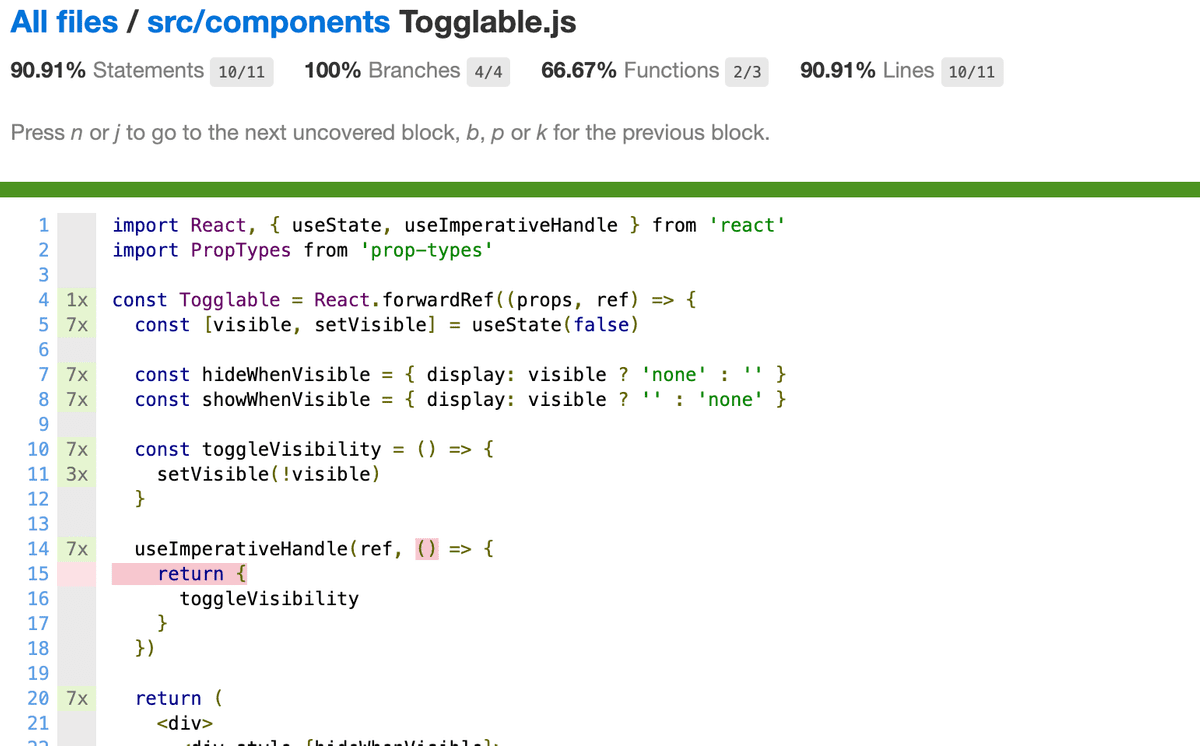 All files / src/components Togglable.js
90.91% Statements 10/11 100% Branches 4/4 66.67% Functions 2/3 90.91% Lines 10/11
Press n or j to go to the next uncovered block, b, p or k for the previous block.
1 import React, { useState, useImperativeHandle } from 'react'
2 import PropTypes from 'prop-types'
3
4 1x const Togglable = React.forwardRef((props, ref) => {
5 7x const [visible, setVisible] = useState(false)
6
7 7x const hideWhenVisible = { display: visible ? 'none' : '' }
8 7x const showWhenVisible = { display: visible ? '' : 'none' }
9
10 7x const toggleVisibility = () => {
11 3x setVisible(!visible)
12 }
13
14 7x useImperativeHandle(ref, () => {
15 return {
16 toggleVisibility
17 }
18 })
19
20 7x return (
21 <div>